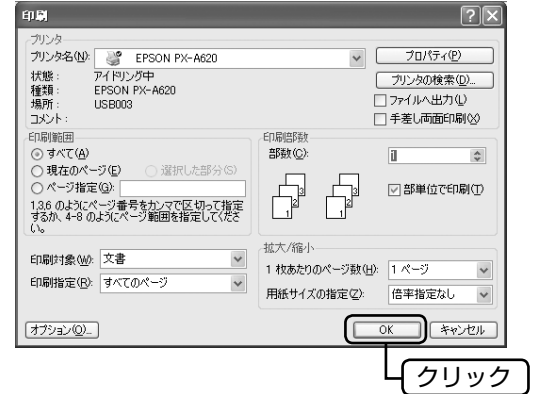 印刷
プリンタ
プリンタ名(N): EPSON PX-A620 プロパティ(P)
状態: アイドリング中 プリンタの検索(D)...
種類: EPSON PX-A620
場所: USB003 ファイルへ出力(L)
コメント: 手差し両面印刷(X)
印刷範囲 印刷部数
すべて(A) 部数(C): 1
現在のページ(E) 選択した部分(S)
ページ指定(G): 部単位で印刷(T)
1 2 3 1 2 3
1,3,6 のようにページ番号をカンマで区切って指定
するか、4-8 のようにページ範囲を指定してくださ
い。
拡大/縮小
印刷対象(W): 文書 1 枚あたりのページ数(H): 1 ページ
印刷指定(R): すべてのページ 用紙サイズの指定(Z): 倍率指定なし
オプション(O)... OK キャンセル
クリック